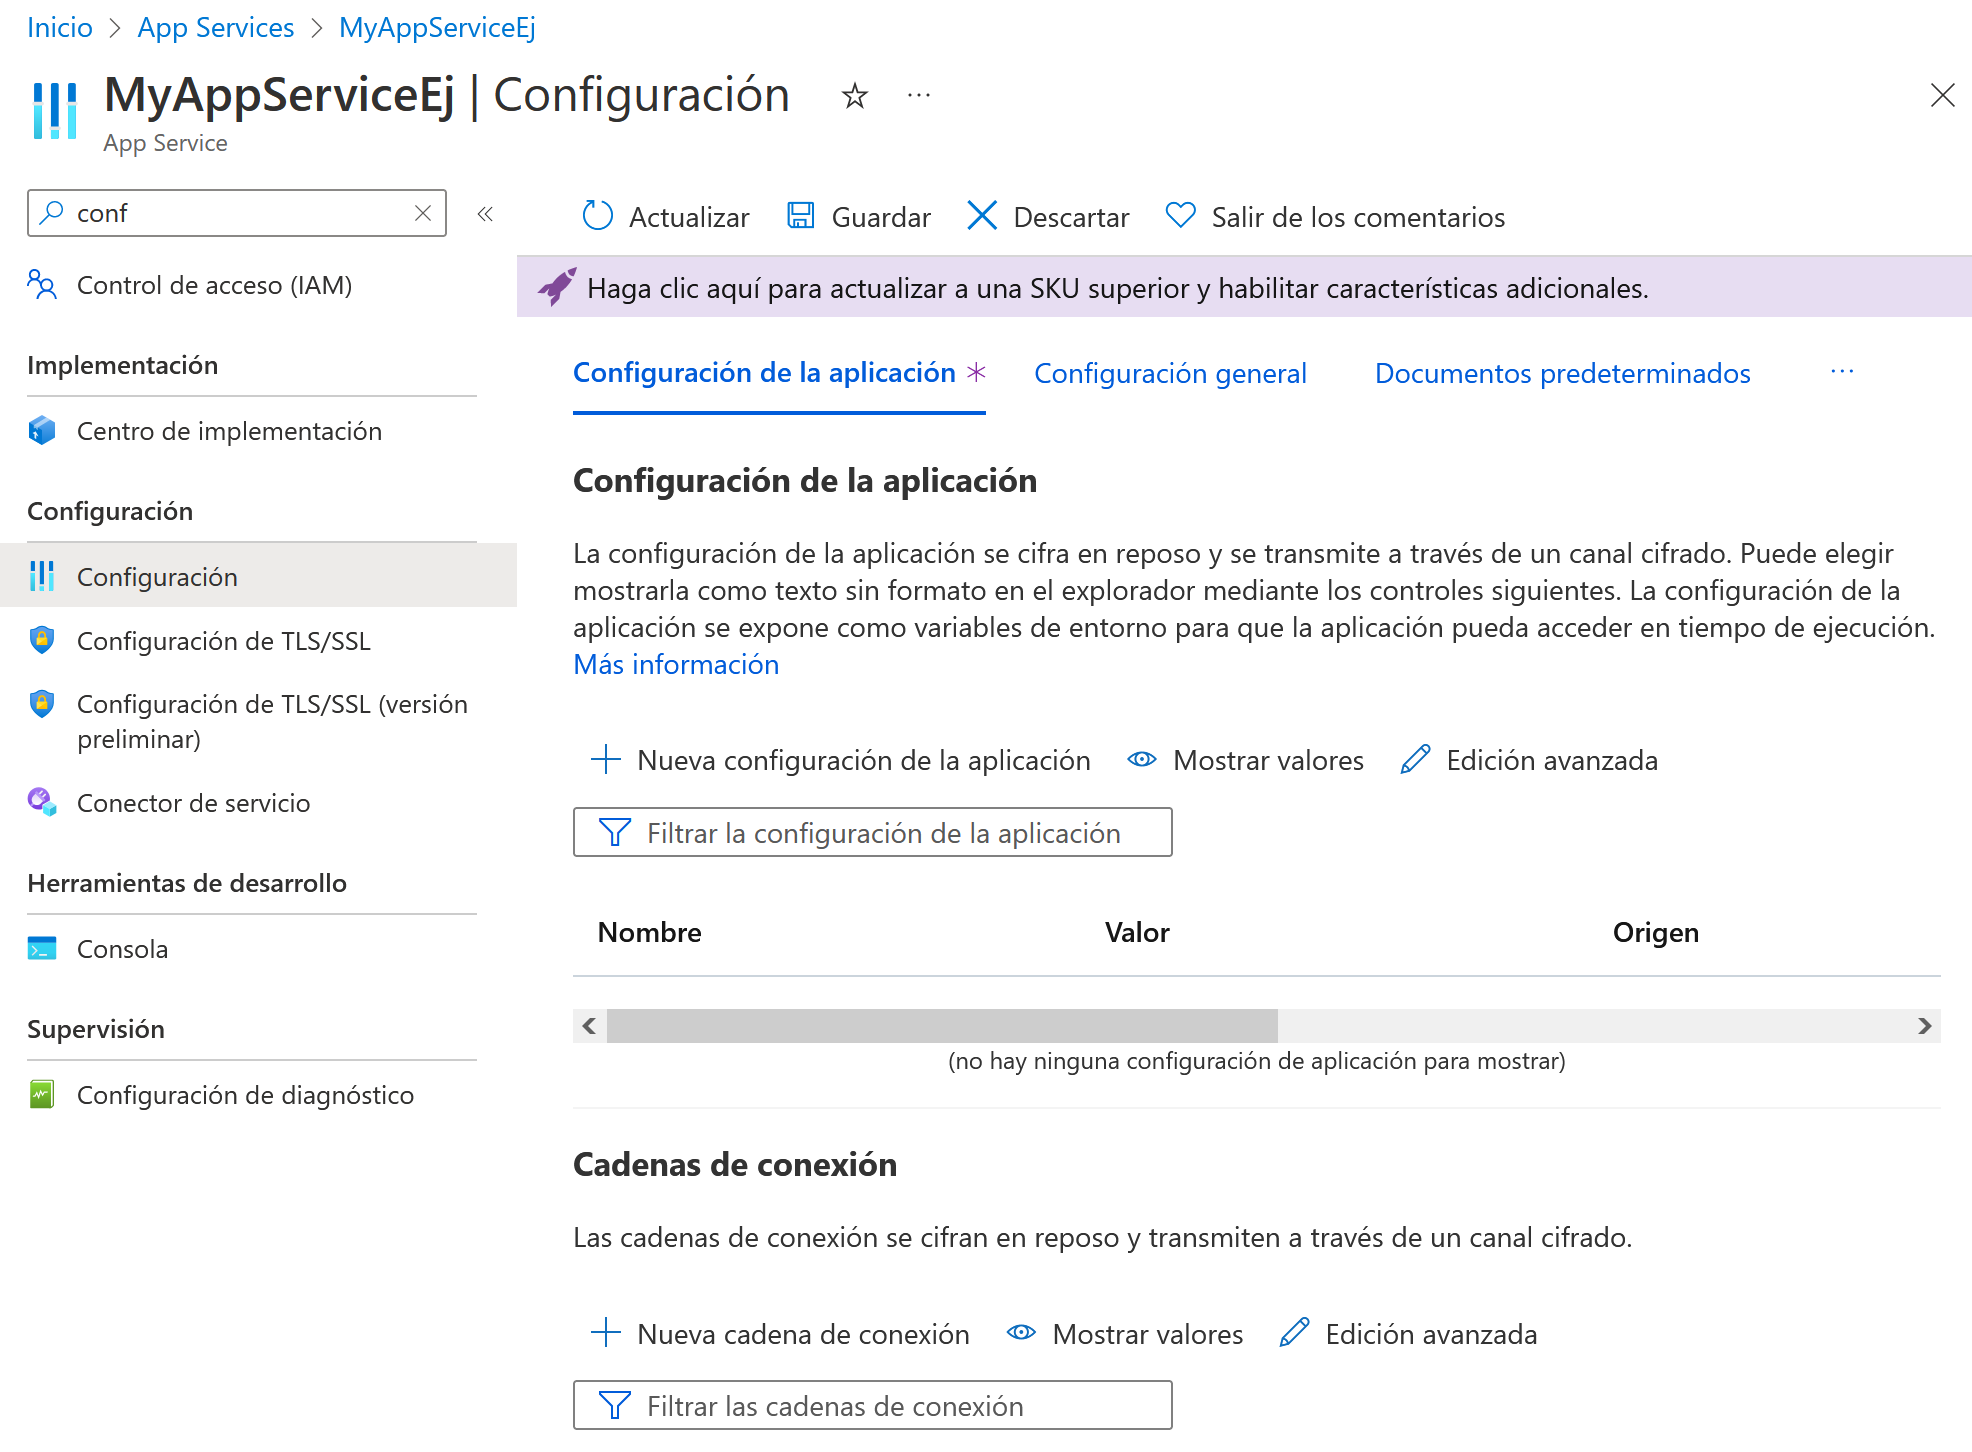 Inicio > App Services > MyAppServiceEj
MyAppServiceEj | Configuración ☆ ···
App Service
conf
«
Control de acceso (IAM)
Implementación
Centro de implementación
Configuración
Configuración
Configuración de TLS/SSL
Configuración de TLS/SSL (versión
preliminar)
Conector de servicio
Herramientas de desarrollo
Consola
Supervisión
Configuración de diagnóstico
Actualizar Guardar Descartar Salir de los comentarios
Haga clic aquí para actualizar a una SKU superior y habilitar características adicionales.
Configuración de la aplicación * Configuración general Documentos predeterminados ···
Configuración de la aplicación
La configuración de la aplicación se cifra en reposo y se transmite a través de un canal cifrado. Puede elegir
mostrarla como texto sin formato en el explorador mediante los controles siguientes. La configuración de la
aplicación se expone como variables de entorno para que la aplicación pueda acceder en tiempo de ejecución.
Más información
Nueva configuración de la aplicación Mostrar valores Edición avanzada
Filtrar la configuración de la aplicación
Nombre Valor Origen
(no hay ninguna configuración de aplicación para mostrar)
Cadenas de conexión
Las cadenas de conexión se cifran en reposo y transmiten a través de un canal cifrado.
Nueva cadena de conexión Mostrar valores Edición avanzada
Filtrar las cadenas de conexión